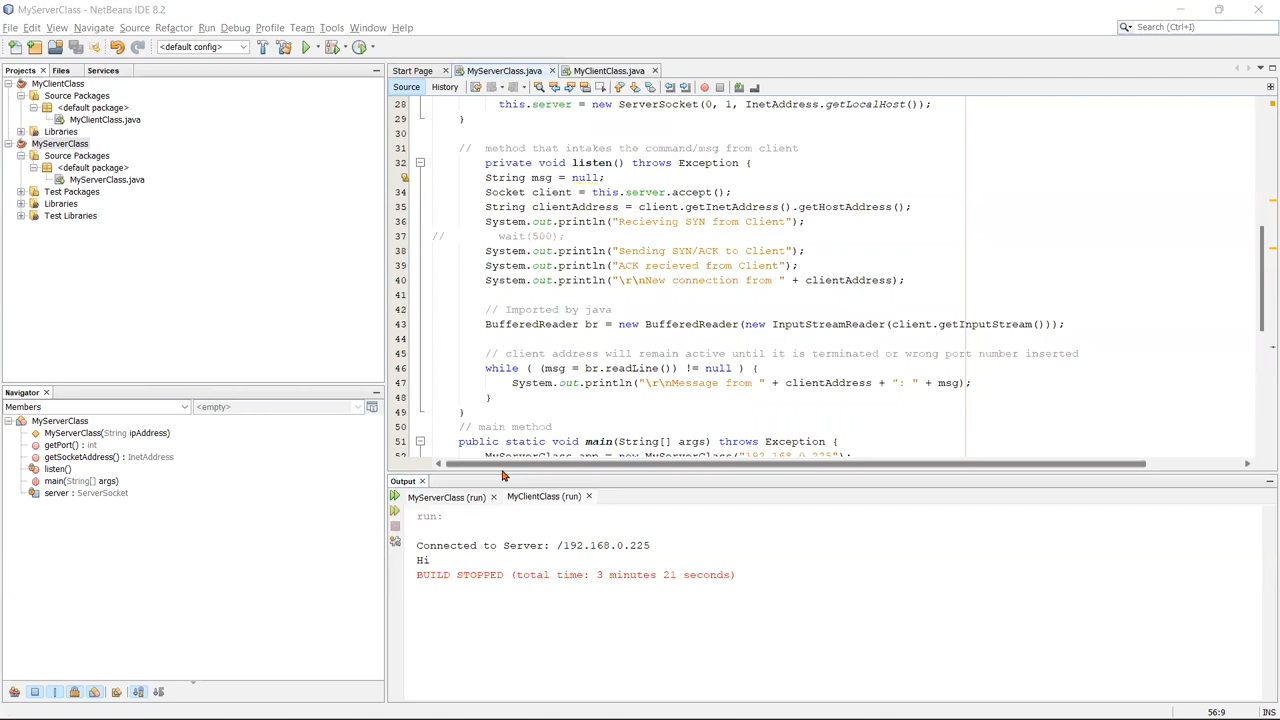 MyServerClass - NetBeans IDE 8.2
File Edit View Navigate Source Refactor Run Debug Profile Team Tools Window Help
Search (Ctrl+I)
<default config>
Projects Files Services
MyClientClass
Source Packages
<default package>
MyClientClass.java
Libraries
MyServerClass
Source Packages
<default package>
MyServerClass.java
Test Packages
Libraries
Test Libraries
Navigator
Members <empty>
MyServerClass
MyServerClass(String ipAddress)
getPort() : int
getSocketAddress() : InetAddress
listen()
main(String[] args)
server : ServerSocket
Start Page MyServerClass.java MyClientClass.java
Source History
28 this.server = new ServerSocket(0, 1, InetAddress.getLocalHost());
29 }
30
31 // method that intakes the command/msg from client
32 private void listen() throws Exception {
String msg = null;
34 Socket client = this.server.accept();
35 String clientAddress = client.getInetAddress().getHostAddress();
36 System.out.println("Recieving SYN from Client");
37 // wait(500);
38 System.out.println("Sending SYN/ACK to Client");
39 System.out.println("ACK recieved from Client");
40 System.out.println("\r\nNew connection from " + clientAddress);
41
42 // Imported by java
43 BufferedReader br = new BufferedReader(new InputStreamReader(client.getInputStream()));
44
45 // client address will remain active until it is terminated or wrong port number inserted
46 while ( (msg = br.readLine()) != null ) {
47 System.out.println("\r\nMessage from " + clientAddress + ": " + msg);
48 }
49 }
50 // main method
51 public static void main(String[] args) throws Exception {
MyServerClass app = new MyServerClass("192.168.0.225");
Output
MyServerClass (run) MyClientClass (run)
run:
Connected to Server: /192.168.0.225
Hi
BUILD STOPPED (total time: 3 minutes 21 seconds)
56:9 INS